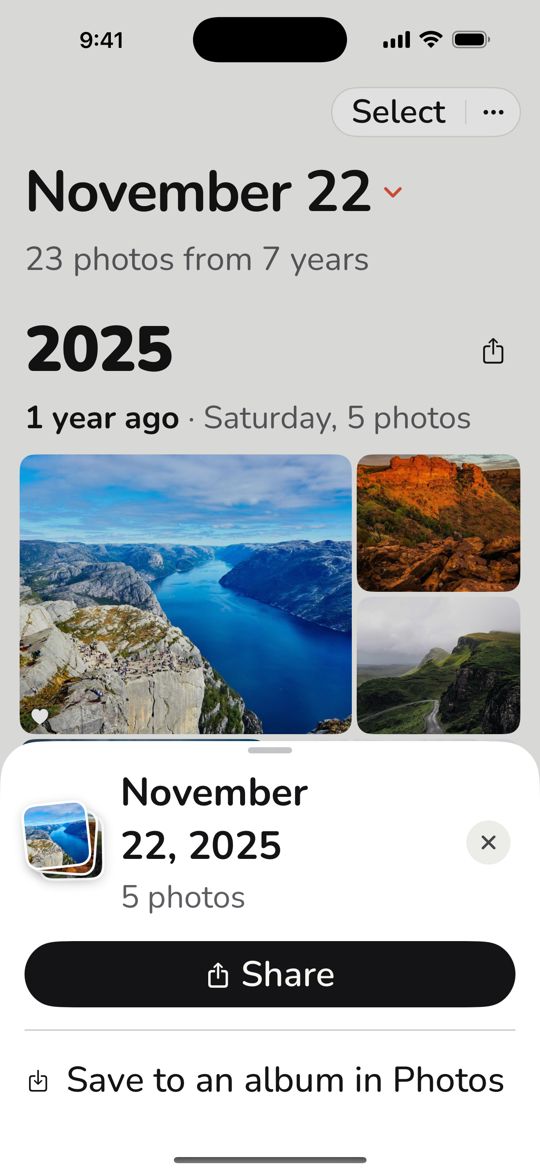 9:41
Select
November 22
23 photos from 7 years
2025
1 year ago · Saturday, 5 photos
November
22, 2025
5 photos
Share
Save to an album in Photos